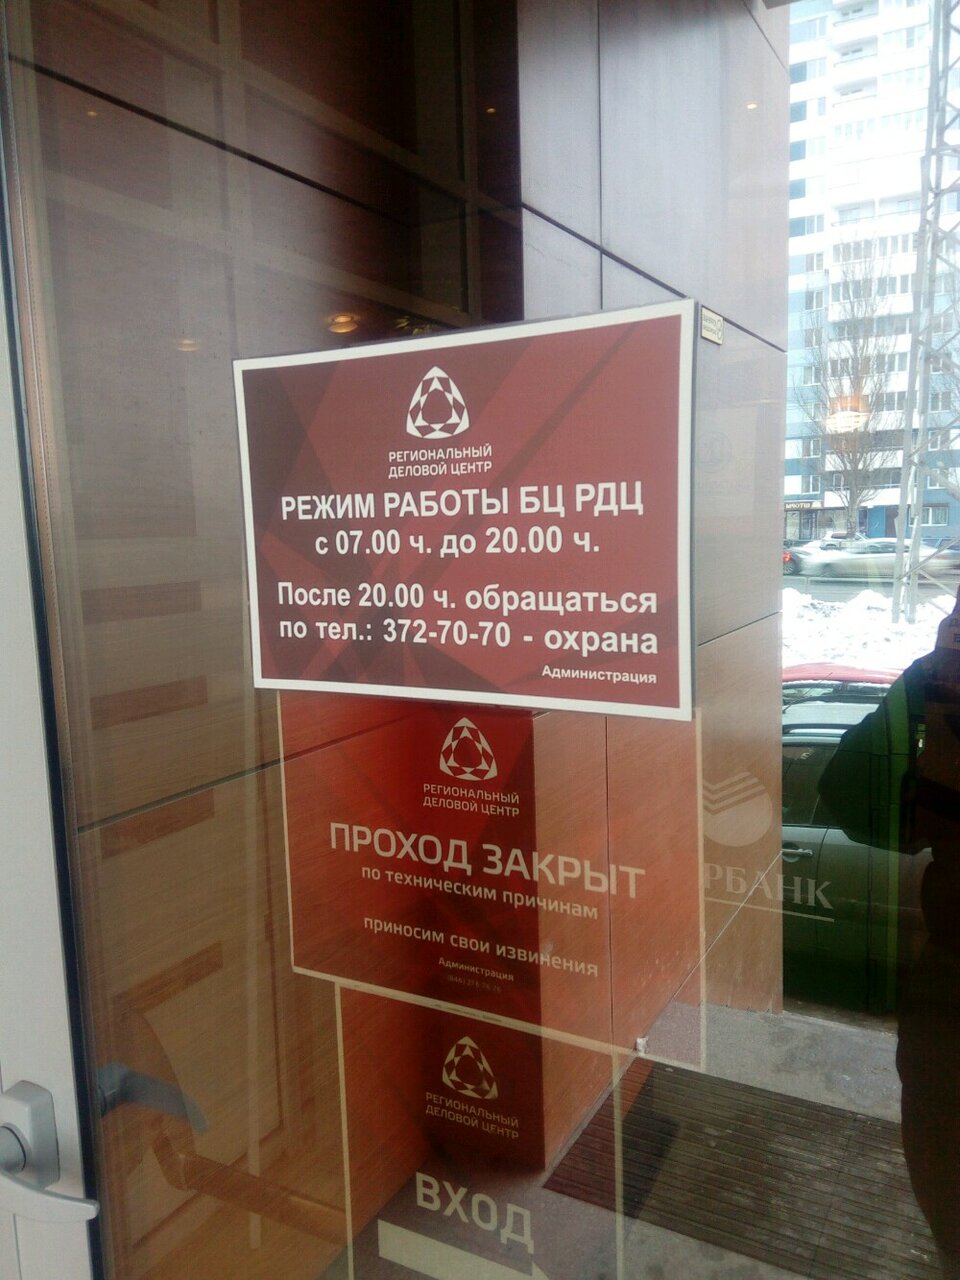 РЕГИОНАЛЬНЫЙ
ДЕЛОВОЙ ЦЕНТР
РЕЖИМ РАБОТЫ БЦ РДЦ
с 07.00 ч. до 20.00 ч.
После 20.00 ч. обращаться
по тел.: 372-70-70 - охрана
Администрация
РЕГИОНАЛЬНЫЙ
ДЕЛОВОЙ ЦЕНТР
ПРОХОД ЗАКРЫТ
по техническим причинам
приносим свои извинения
Администрация
РБАНК
РЕГИОНАЛЬНЫЙ
ДЕЛОВОЙ ЦЕНТР
ВХОД